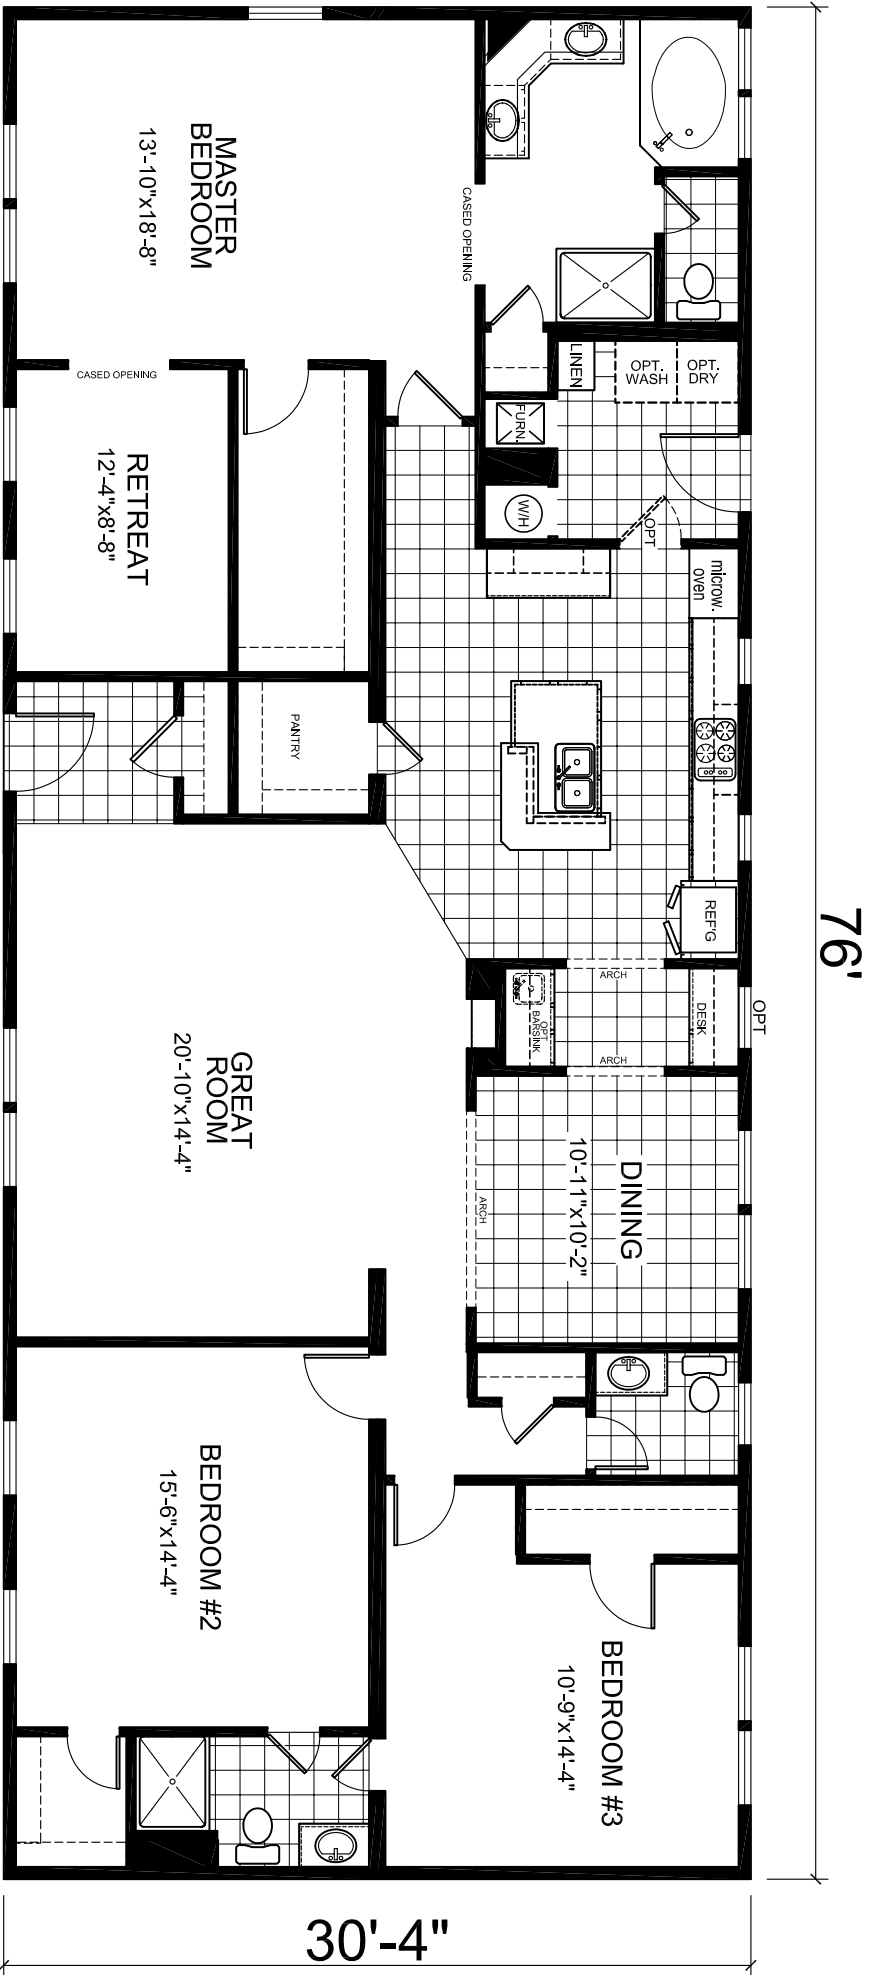 MASTER
BEDROOM
13'-10"x18'-8"
CASED OPENING
CASED OPENING
LINEN
OPT.
WASH
OPT.
DRY
FURN.
W/H
OPT
RETREAT
12'-4"x8'-8"
microw.
oven
PANTRY
REF'G
76'
ARCH
OPT
BARSINK
DESK
OPT
ARCH
GREAT
ROOM
20'-10"x14'-4"
DINING
10'-11"x10'-2"
ARCH
BEDROOM #2
15'-6"x14'-4"
BEDROOM #3
10'-9"x14'-4"
30'-4"